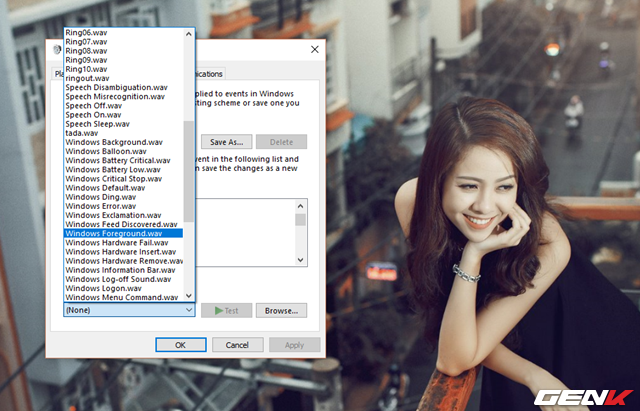 Ring06.wav
Ring07.wav
Ring08.wav
Ring09.wav
Ring10.wav
ringout.wav
Speech Disambiguation.wav
Speech Misrecognition.wav
Speech Off.wav
Speech On.wav
Speech Sleep.wav
tada.wav
Windows Background.wav
Windows Balloon.wav
Windows Battery Critical.wav
Windows Battery Low.wav
Windows Critical Stop.wav
Windows Default.wav
Windows Ding.wav
Windows Error.wav
Windows Exclamation.wav
Windows Feed Discovered.wav
Windows Foreground.wav
Windows Hardware Fail.wav
Windows Hardware Insert.wav
Windows Hardware Remove.wav
Windows Information Bar.wav
Windows Log-off Sound.wav
Windows Logon.wav
Windows Menu Command.wav
(None)
Pla
nications
plied to events in Windows
sting scheme or save one you
Save As...
Delete
vent in the following list and
n save the changes as a new
Test
Browse...
OK
Cancel
Apply
GENK